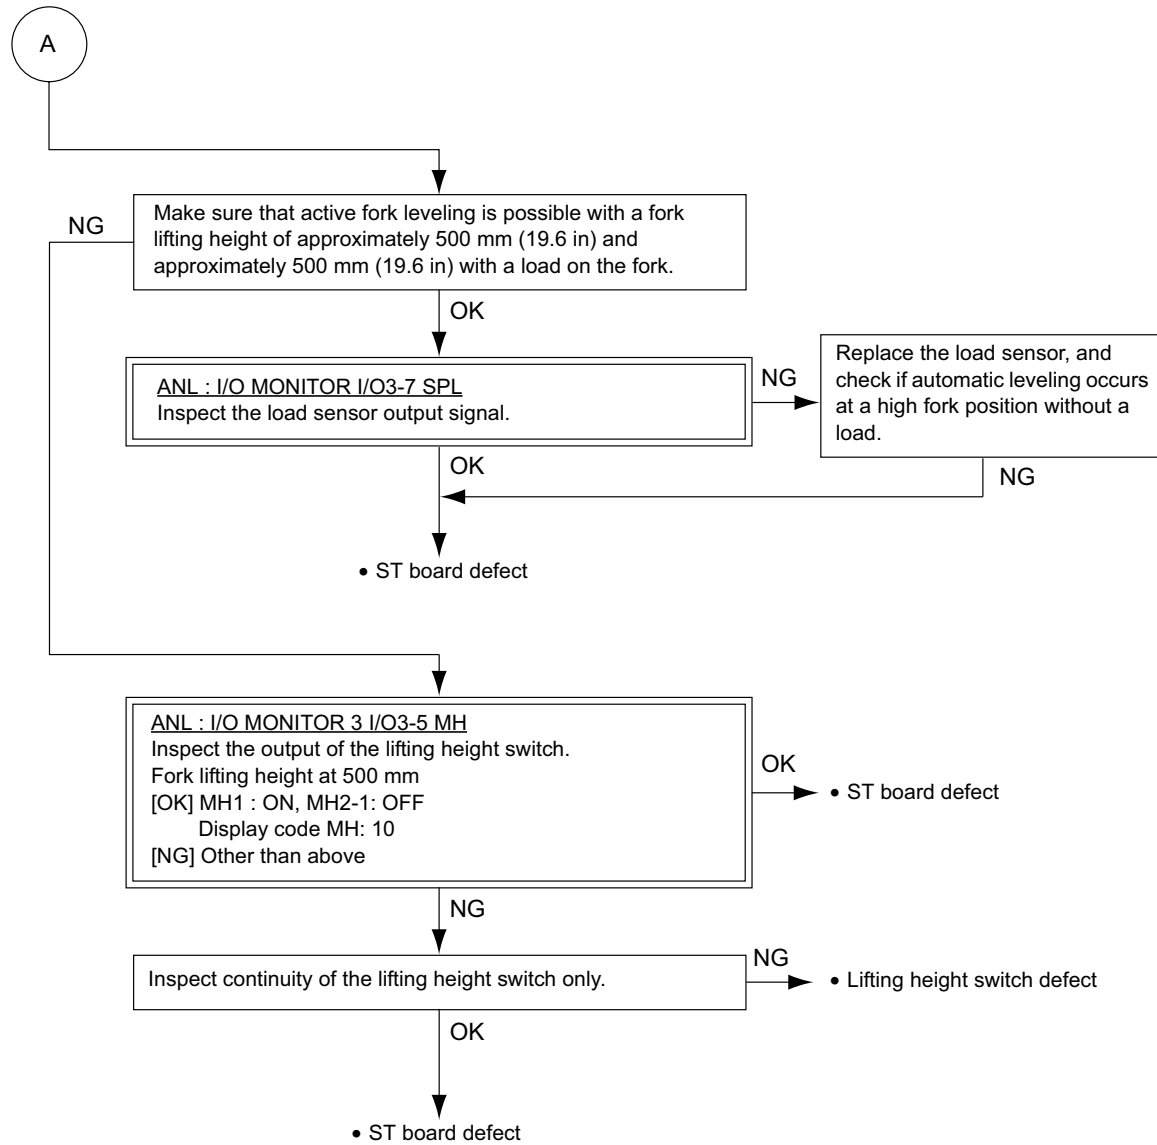 A
NG
Make sure that active fork leveling is possible with a fork
lifting height of approximately 500 mm (19.6 in) and
approximately 500 mm (19.6 in) with a load on the fork.
OK
ANL : I/O MONITOR I/O3-7 SPL
Inspect the load sensor output signal.
NG
Replace the load sensor, and
check if automatic leveling occurs
at a high fork position without a
load.
OK
NG
• ST board defect
ANL : I/O MONITOR 3 I/O3-5 MH
Inspect the output of the lifting height switch.
Fork lifting height at 500 mm
[OK] MH1 : ON, MH2-1: OFF
Display code MH: 10
[NG] Other than above
OK
• ST board defect
NG
Inspect continuity of the lifting height switch only.
NG
• Lifting height switch defect
OK
• ST board defect